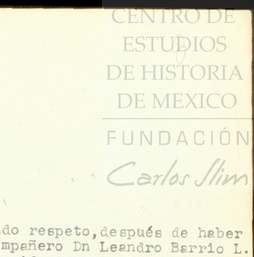 CENTRO DE
ESTUDIOS
DE HISTORIA
DE MEXICO
FUNDACIÓN
Carlos Slim
do respeto, después de haber
mpañero Dn Leandro Barrio L.